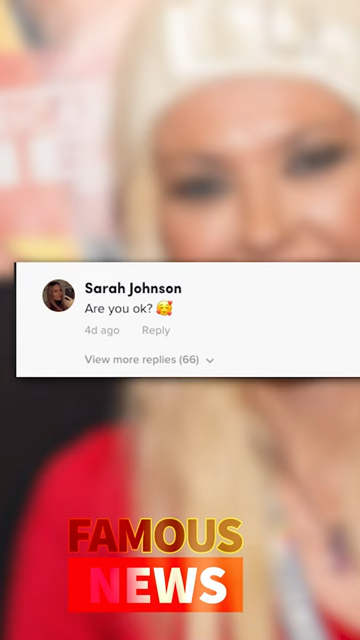 Sarah Johnson
Are you ok? 🥰
4d ago Reply
View more replies (66)
FAMOUS
NEWS